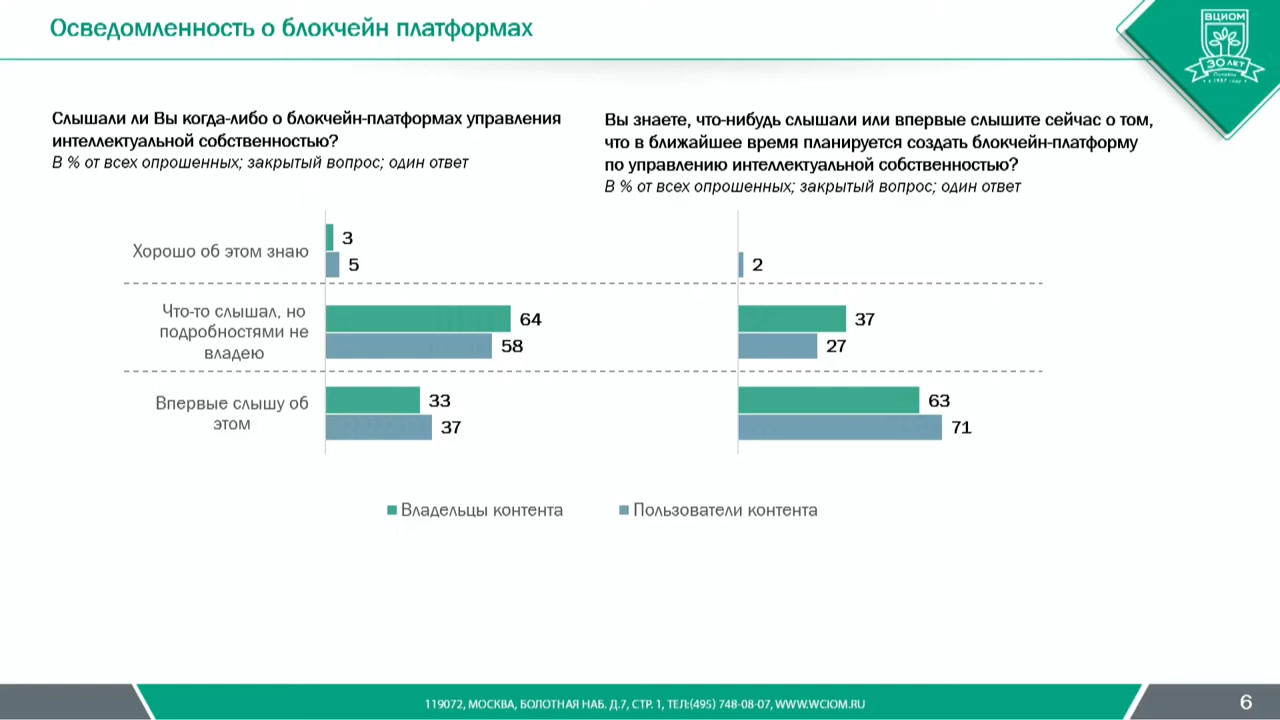 Осведомленность о блокчейн платформах
ВЦИОМ
30 ЛЕТ
Слышали ли Вы когда-либо о блокчейн-платформах управления
интеллектуальной собственностью?
В % от всех опрошенных; закрытый вопрос; один ответ
Вы знаете, что-нибудь слышали или впервые слышите сейчас о том,
что в ближайшее время планируется создать блокчейн-платформу
по управлению интеллектуальной собственностью?
В % от всех опрошенных; закрытый вопрос; один ответ
Хорошо об этом знаю
3
5
2
Что-то слышал, но
подробностями не
владею
64
58
37
27
Впервые слышу об
этом
33
37
63
71
Владельцы контента
Пользователи контента
119072, МОСКВА, БОЛОТНАЯ НАБ. Д.7, СТР. 1, ТЕЛ:(495) 748-08-07, WWW.WCIOM.RU
6